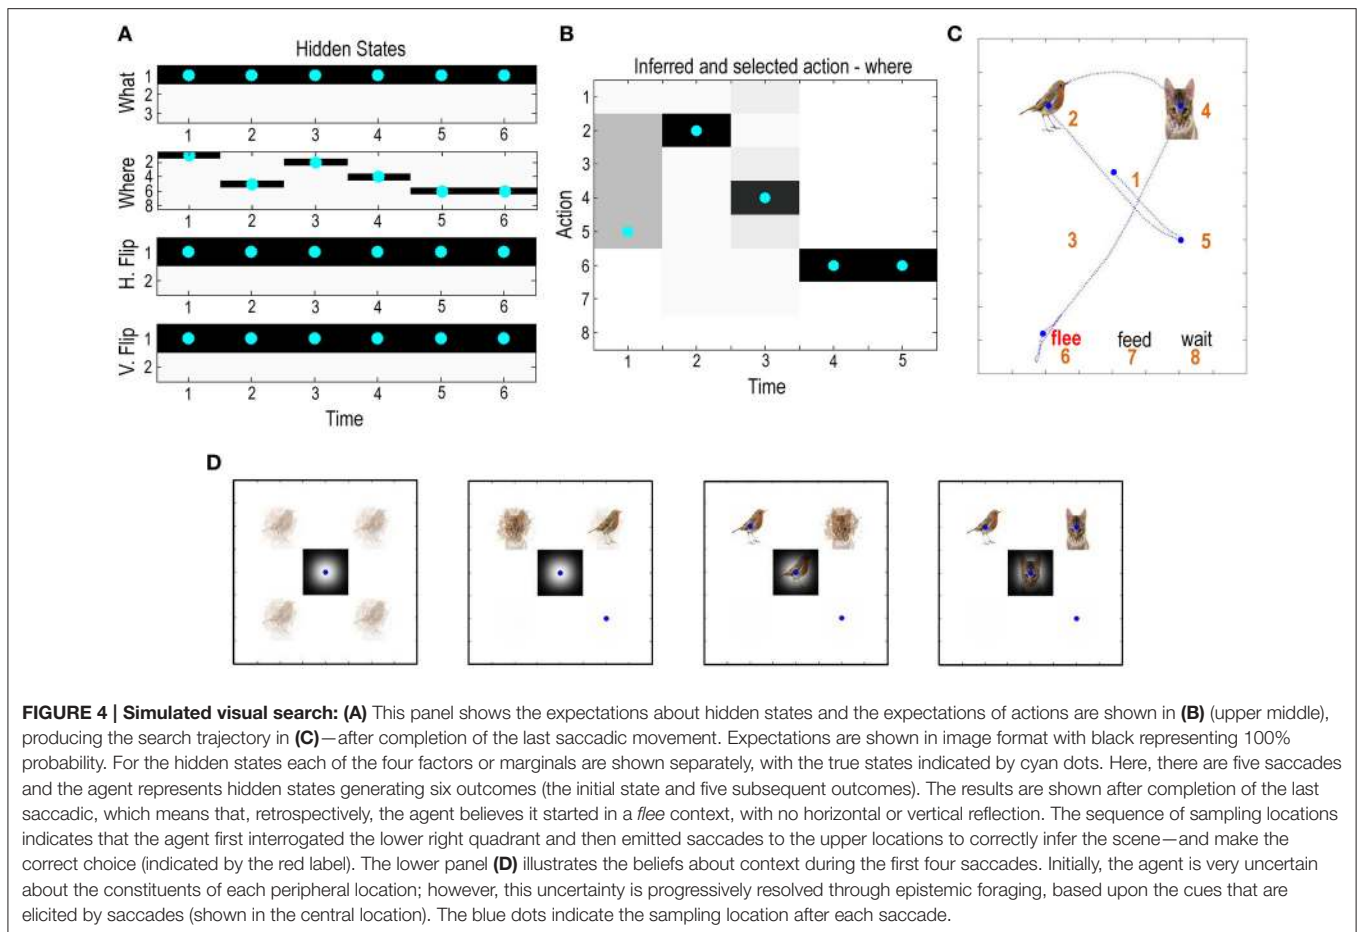 A
Hidden States
What
1
2
3
1 2 3 4 5 6
Where
2
4
6
8
1 2 3 4 5 6
H. Flip
1
2
1 2 3 4 5 6
V. Flip
1
2
1 2 3 4 5 6
Time
B
Inferred and selected action - where
Action
1
2
3
4
5
6
7
8
1 2 3 4 5
Time
C
2 4
1
3 5
flee feed wait
6 7 8
D
FIGURE 4 | Simulated visual search: (A) This panel shows the expectations about hidden states and the expectations of actions are shown in (B) (upper middle),
producing the search trajectory in (C)—after completion of the last saccadic movement. Expectations are shown in image format with black representing 100%
probability. For the hidden states each of the four factors or marginals are shown separately, with the true states indicated by cyan dots. Here, there are five saccades
and the agent represents hidden states generating six outcomes (the initial state and five subsequent outcomes). The results are shown after completion of the last
saccadic, which means that, retrospectively, the agent believes it started in a flee context, with no horizontal or vertical reflection. The sequence of sampling locations
indicates that the agent first interrogated the lower right quadrant and then emitted saccades to the upper locations to correctly infer the scene—and make the
correct choice (indicated by the red label). The lower panel (D) illustrates the beliefs about context during the first four saccades. Initially, the agent is very uncertain
about the constituents of each peripheral location; however, this uncertainty is progressively resolved through epistemic foraging, based upon the cues that are
elicited by saccades (shown in the central location). The blue dots indicate the sampling location after each saccade.